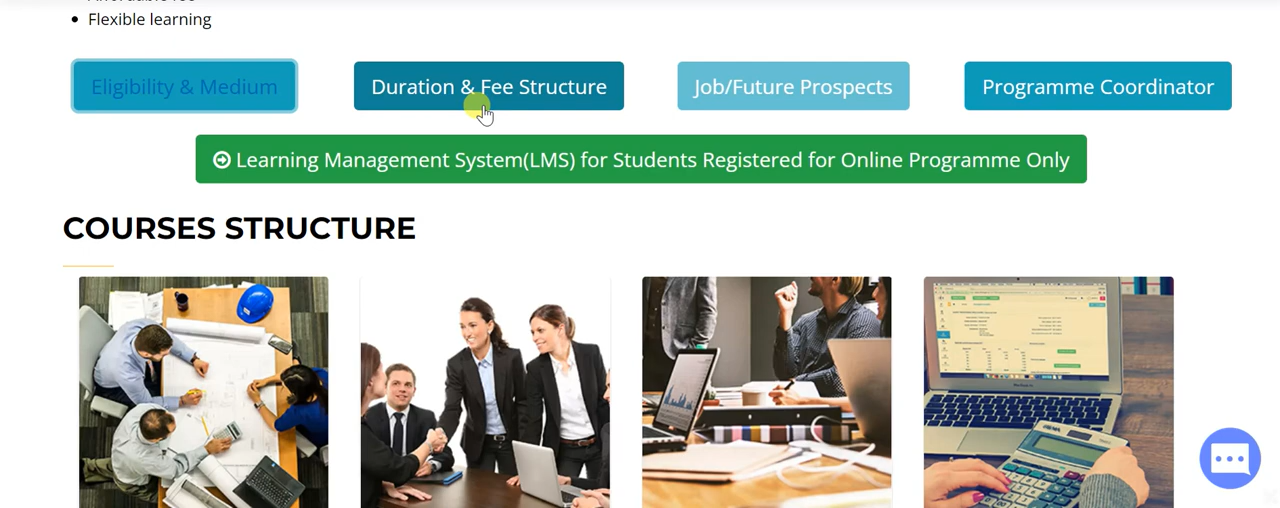 Flexible learning
Eligibility & Medium
Duration & Fee Structure
Job/Future Prospects
Programme Coordinator
Learning Management System(LMS) for Students Registered for Online Programme Only
COURSES STRUCTURE